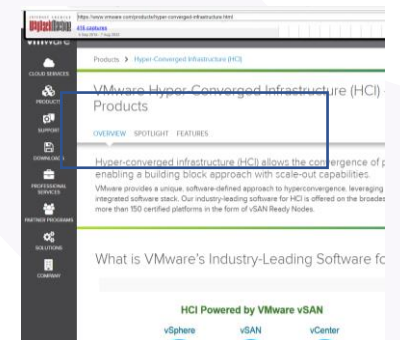 INTERNET ARCHIVE
https://www.vmware.com/products/hyper-converged-infrastructure.html
418 captures
vmware
Products > Hyper-Converged Infrastructure (HCI)
CLOUD SERVICES
VMware Hyper-Converged Infrastructure (HCI)
Products
PRODUCTS
SUPPORT
OVERVIEW SPOTLIGHT FEATURES
DOWNLOADS
Hyper-converged infrastructure (HCI) allows the convergence of p
enabling a building block approach with scale-out capabilities.
PROFESSIONAL
SERVICES
VMware provides a unique, software-defined approach to hyperconvergence, leveraging
integrated software stack, Our industry-leading software for HCI is offered on the broades
more than 150 certified platforms in the form of vSAN Ready Nodes.
PARTNER PROGRAMS
SOLUTIONS
COMPANY
What is VMware's Industry-Leading Software fo
HCI Powered by VMware vSAN
vSphere vSAN vCenter